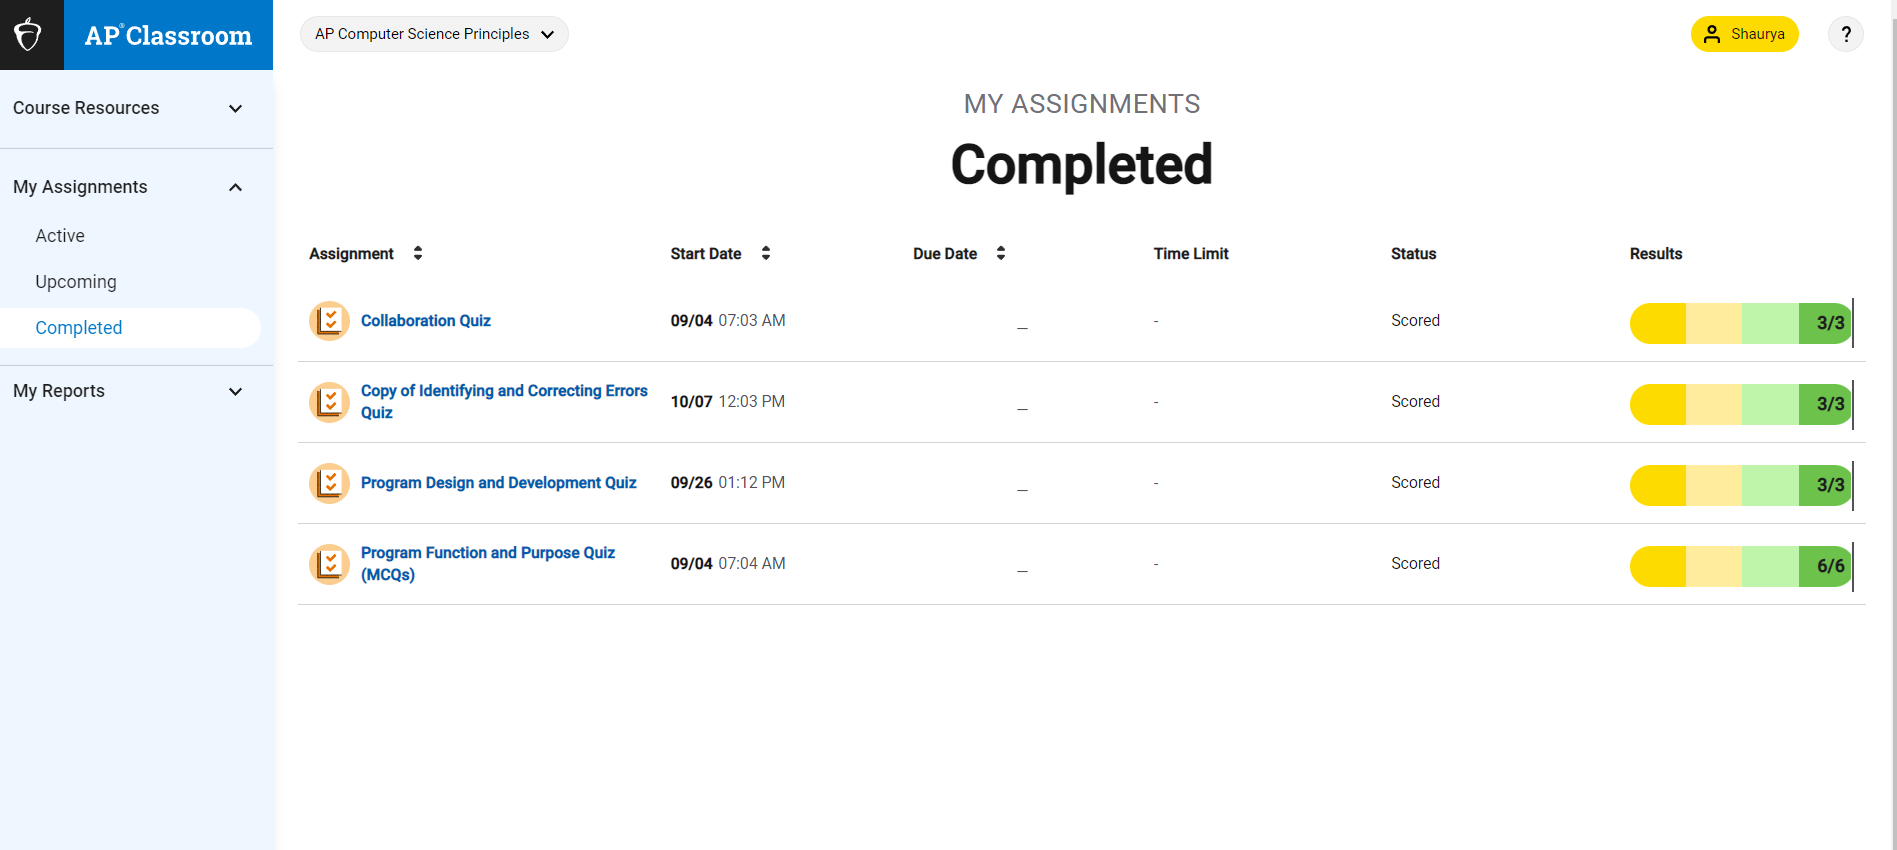 AP® Classroom
AP Computer Science Principles
Shaurya
?
Course Resources
My Assignments
Active
Upcoming
Completed
My Reports
MY ASSIGNMENTS
Completed
Assignment Start Date Due Date Time Limit Status Results
Collaboration Quiz 09/04 07:03 AM _ - Scored 3/3
Copy of Identifying and Correcting Errors
Quiz
10/07 12:03 PM _ - Scored 3/3
Program Design and Development Quiz 09/26 01:12 PM _ - Scored 3/3
Program Function and Purpose Quiz
(MCQs)
09/04 07:04 AM _ - Scored 6/6